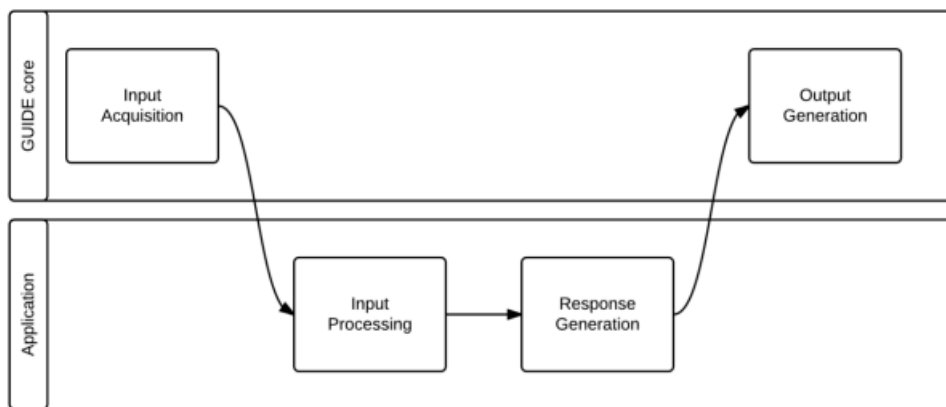 GUIDE core
Input
Acquisition
Output
Generation
Application
Input
Processing
Response
Generation